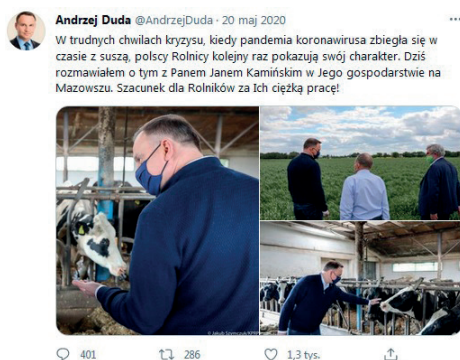 Andrzej Duda @AndrzejDuda · 20 maj 2020
W trudnych chwilach kryzysu, kiedy pandemia koronawirusa zbiegła się w
czasie z suszą, polscy Rolnicy kolejny raz pokazują swój charakter. Dziś
rozmawiałem o tym z Panem Janem Kamińskim w Jego gospodarstwie na
Mazowszu. Szacunek dla Rolników za Ich ciężką pracę!
401 286 1,3 tys.